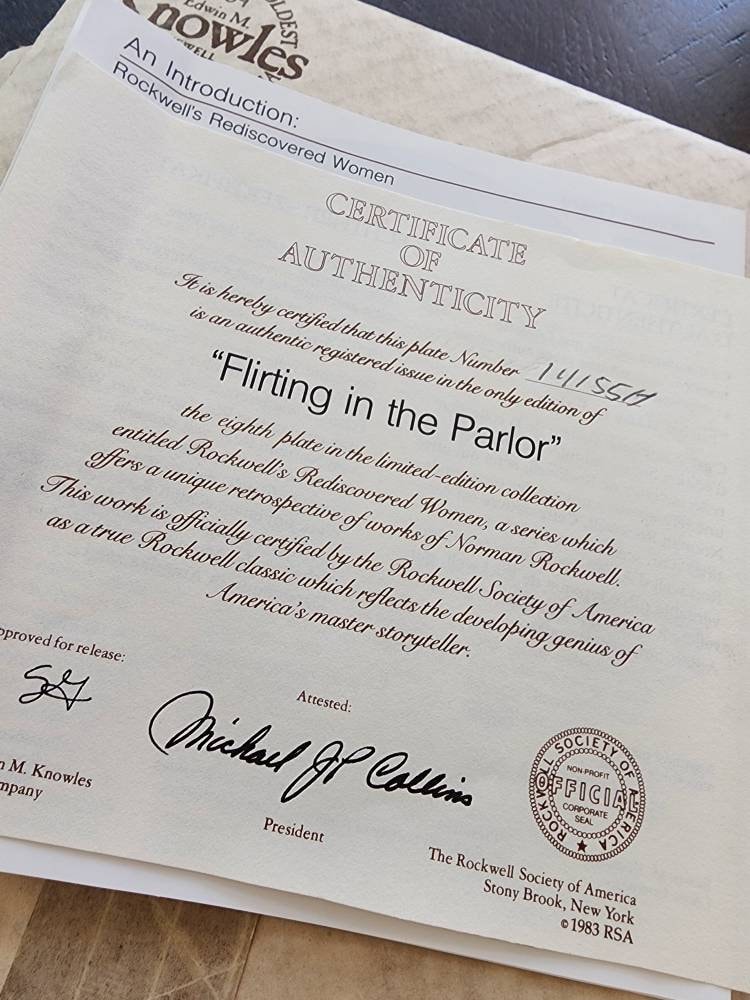 OLDEST
Edwin M.
Knowles
An Introduction:
Rockwell's Rediscovered Women
CERTIFICATE
OF
AUTHENTICITY
It is hereby certified that this plate Number 14155H
is an authentic registered issue in the only edition of
“Flirting in the Parlor”
the eighth plate in the limited-edition collection
entitled Rockwell's Rediscovered Women, a series which
offers a unique retrospective of works of Norman Rockwell.
This work is officially certified by the Rockwell Society of America
as a true Rockwell classic which reflects the developing genius of
America's master storyteller.
pproved for release:
Attested:
Michael JP Collins
n M. Knowles
mpany
President
ROCKWELL SOCIETY OF AMERICA
NON-PROFIT
OFFICIAL
CORPORATE
SEAL
The Rockwell Society of America
Stony Brook, New York
© 1983 RSA